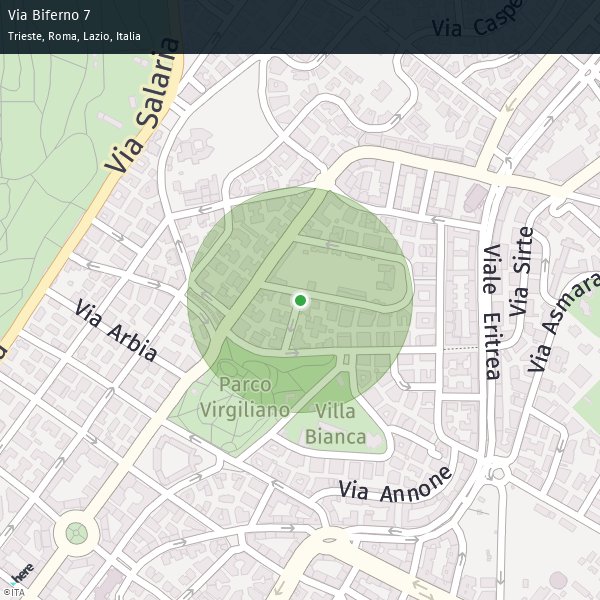 Via Biferno 7
Trieste, Roma, Lazio, Italia
Via Caspe
Via Salaria
Via Sirte
Viale Eritrea
Via Asmara
Via Arbia
Parco
Virgiliano
Villa
Bianca
Via Annone
here
©ITA